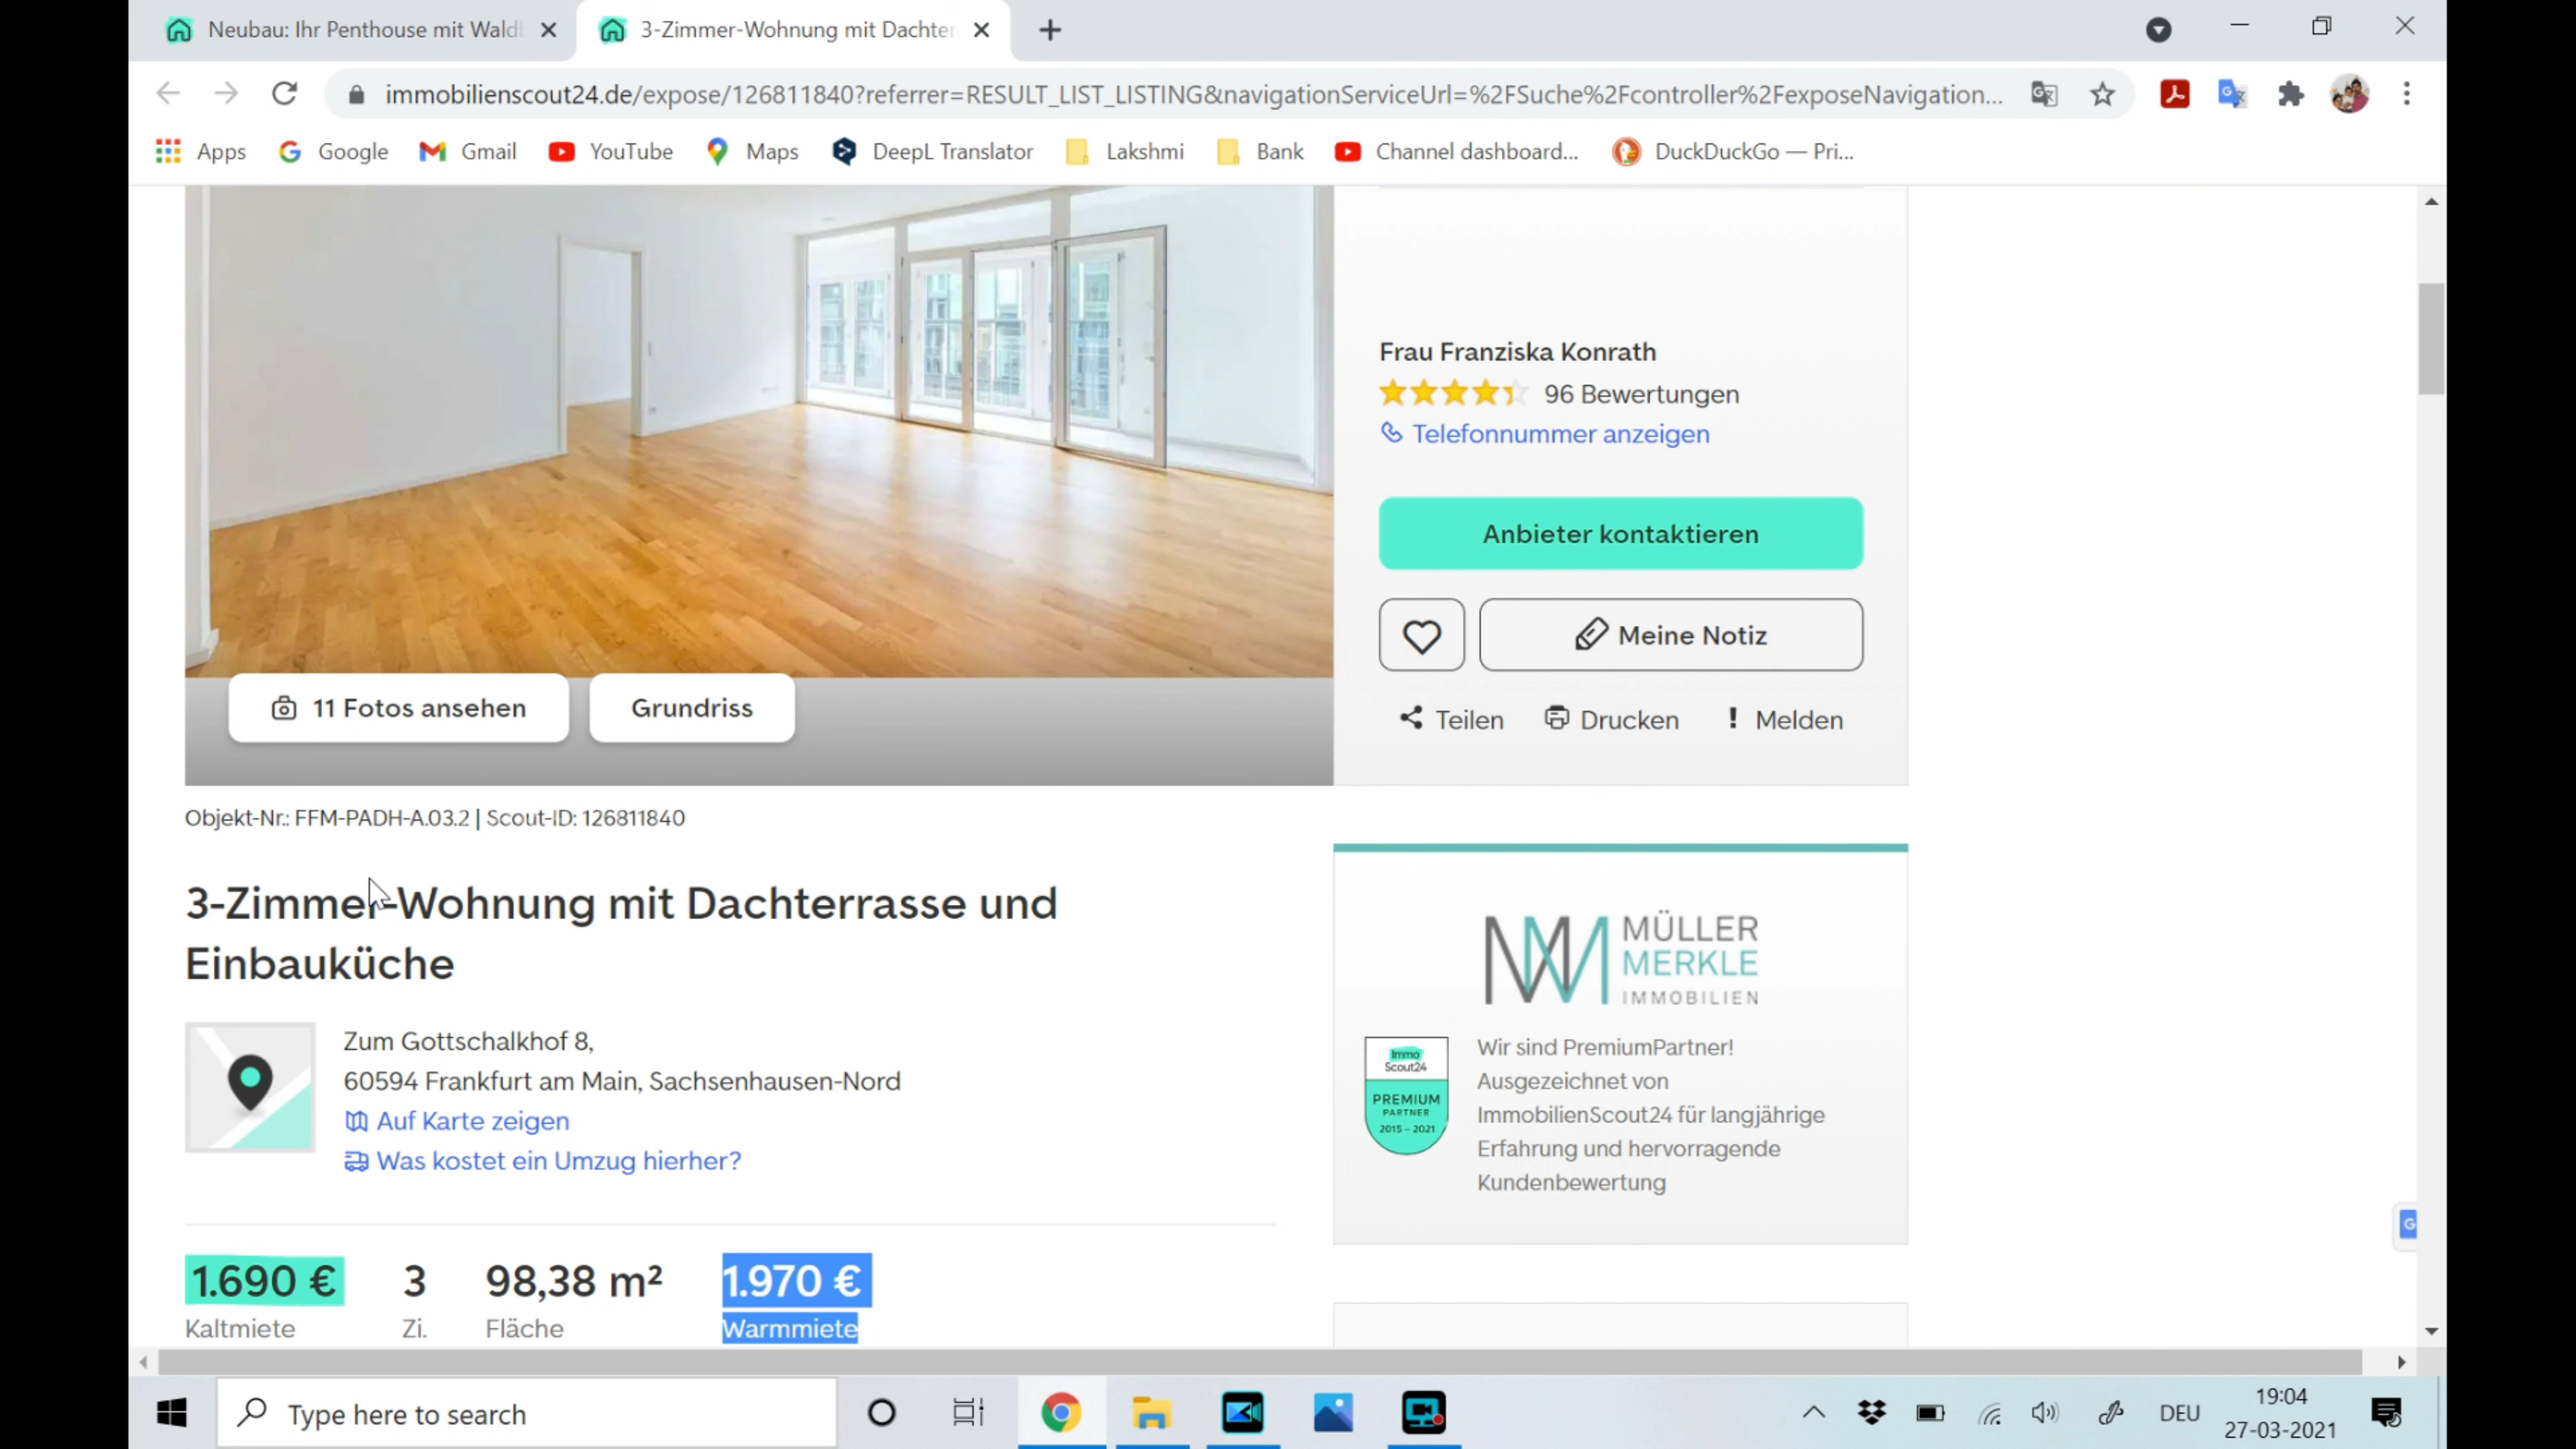 Neubau: Ihr Penthouse mit Wald
3-Zimmer-Wohnung mit Dachter
immobilienscout24.de/expose/126811840?referrer=RESULT_LIST_LISTING&navigationServiceUrl=%2FSuche%2Fcontroller%2FexposeNavigation...
Apps Google Gmail YouTube Maps DeepL Translator Lakshmi Bank Channel dashboard... DuckDuckGo — Pri...
Frau Franziska Konrath
96 Bewertungen
Telefonnummer anzeigen
Anbieter kontaktieren
Meine Notiz
Teilen Drucken Melden
11 Fotos ansehen Grundriss
Objekt-Nr.: FFM-PADH-A.03.2 | Scout-ID: 126811840
3-Zimmer-Wohnung mit Dachterrasse und
Einbauküche
Zum Gottschalkhof 8,
60594 Frankfurt am Main, Sachsenhausen-Nord
Auf Karte zeigen
Was kostet ein Umzug hierher?
1.690 € 3 98,38 m² 1.970 €
Kaltmiete Zi. Fläche Warmmiete
MÜLLER
MERKLE
IMMOBILIEN
Immo
Scout24
PREMIUM
PARTNER
2015 – 2021
Wir sind PremiumPartner!
Ausgezeichnet von
ImmobilienScout24 für langjährige
Erfahrung und hervorragende
Kundenbewertung
Type here to search
DEU
19:04
27-03-2021